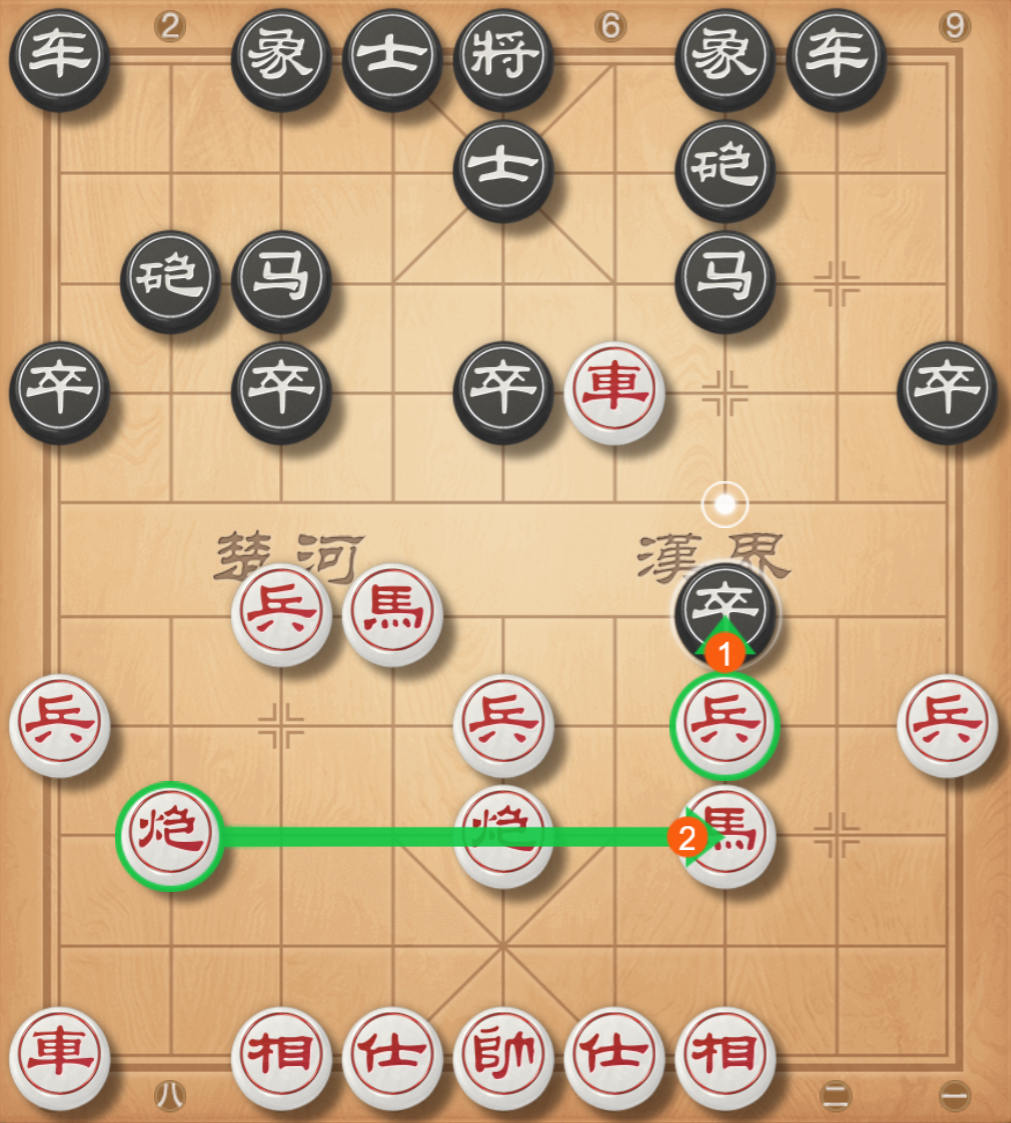 2 6 9
车 象 士 将 象 车
士 砲
砲 马 马
卒 卒 卒 車 卒
楚 河 漢 界
兵 馬 卒
1
兵 兵 兵 兵
炮 炮 2 馬
車 相 仕 帥 仕 相
八 二 一